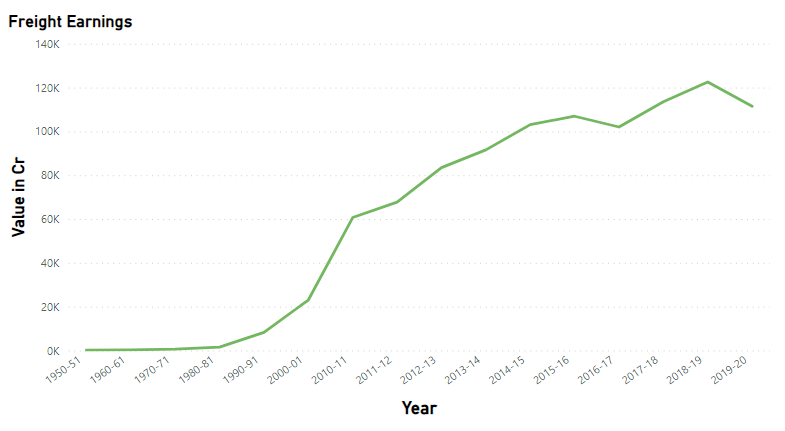 Freight Earnings
140K
120K
100K
80K
60K
40K
20K
0K
Value in Cr
1950-51
1960-61
1970-71
1980-81
1990-91
2000-01
2010-11
2011-12
2012-13
2013-14
2014-15
2015-16
2016-17
2017-18
2018-19
2019-20
Year